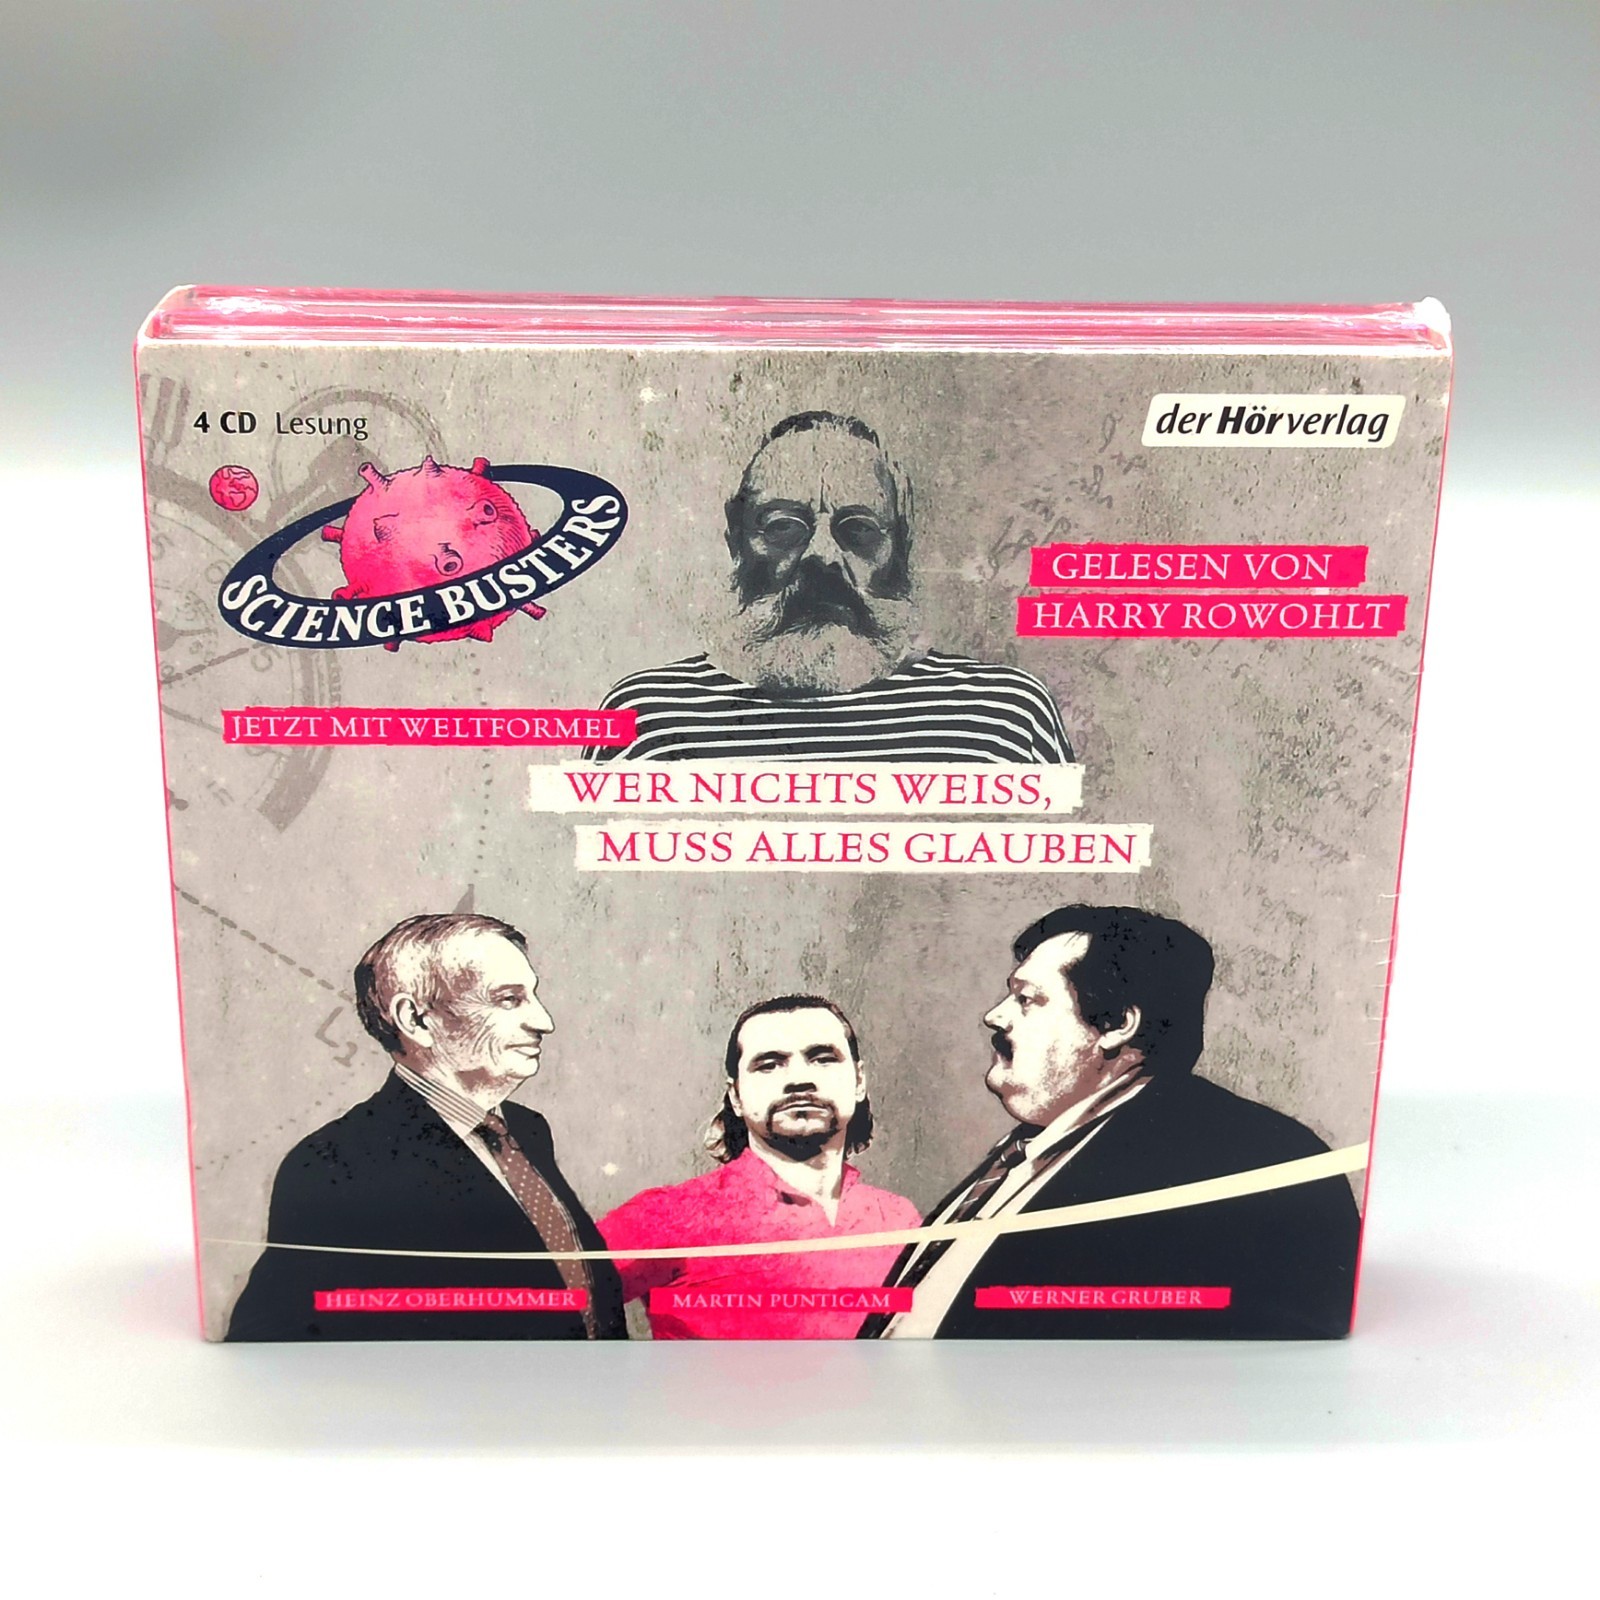 4 CD Lesung
der Hörverlag
SCIENCE BUSTERS
GELESEN VON
HARRY ROWOHLT
JETZT MIT WELTFORMEL
WER NICHTS WEISS,
MUSS ALLES GLAUBEN
L2
HEINZ OBERHUMMER
MARTIN PUNTIGAM
WERNER GRUBER